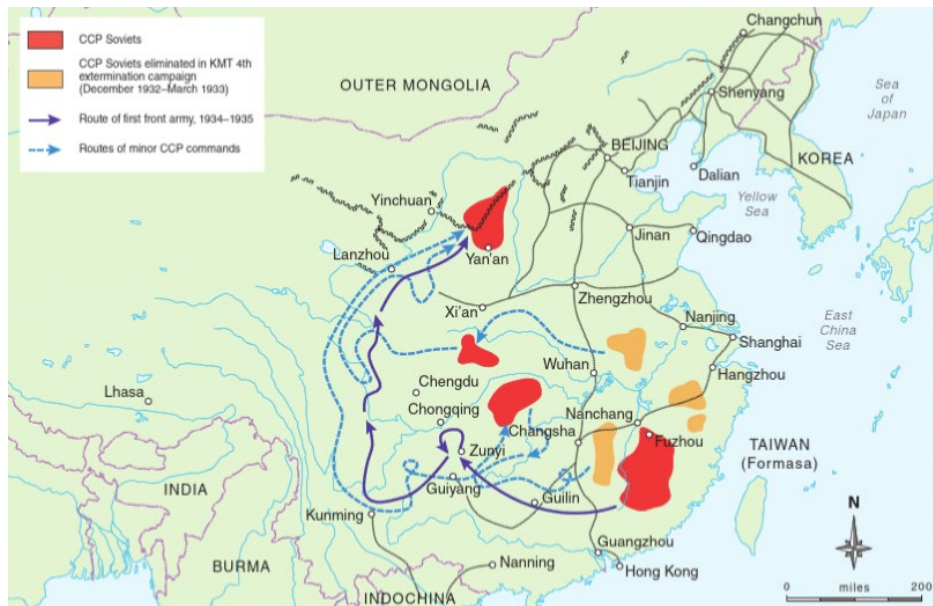 CCP Soviets
CCP Soviets eliminated in KMT 4th
extermination campaign
(December 1932–March 1933)
Route of first front army, 1934–1935
Routes of minor CCP commands
Changchun
OUTER MONGOLIA
Shenyang
Sea
of
Japan
BEIJING
KOREA
Tianjin
Dalian
Yinchuan
Yellow
Sea
Jinan
Qingdao
Lanzhou
Yan'an
Xi'an
Zhengzhou
Nanjing
East
China
Sea
Shanghai
Wuhan
Hangzhou
Lhasa
Chengdu
Chongqing
Nanchang
Changsha
Fuzhou
Zunyi
TAIWAN
(Formasa)
INDIA
Guiyang
Guilin
Kunming
N
Guangzhou
BURMA
Nanning
Hong Kong
INDOCHINA
0 miles 200